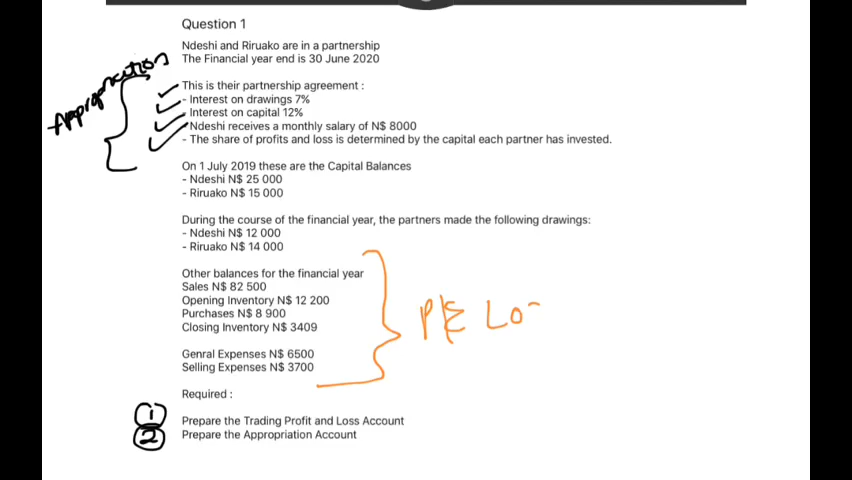 Question 1
Ndeshi and Riruako are in a partnership
The Financial year end is 30 June 2020
Appropriation
This is their partnership agreement :
- Interest on drawings 7%
- Interest on capital 12%
Ndeshi receives a monthly salary of N$ 8000
- The share of profits and loss is determined by the capital each partner has invested.
On 1 July 2019 these are the Capital Balances
- Ndeshi N$ 25 000
- Riruako N$ 15 000
During the course of the financial year, the partners made the following drawings:
- Ndeshi N$ 12 000
- Riruako N$ 14 000
Other balances for the financial year
Sales N$ 82 500
Opening Inventory N$ 12 200
Purchases N$ 8 900
Closing Inventory N$ 3409
P& Lo
Genral Expenses N$ 6500
Selling Expenses N$ 3700
Required :
1 Prepare the Trading Profit and Loss Account
2 Prepare the Appropriation Account